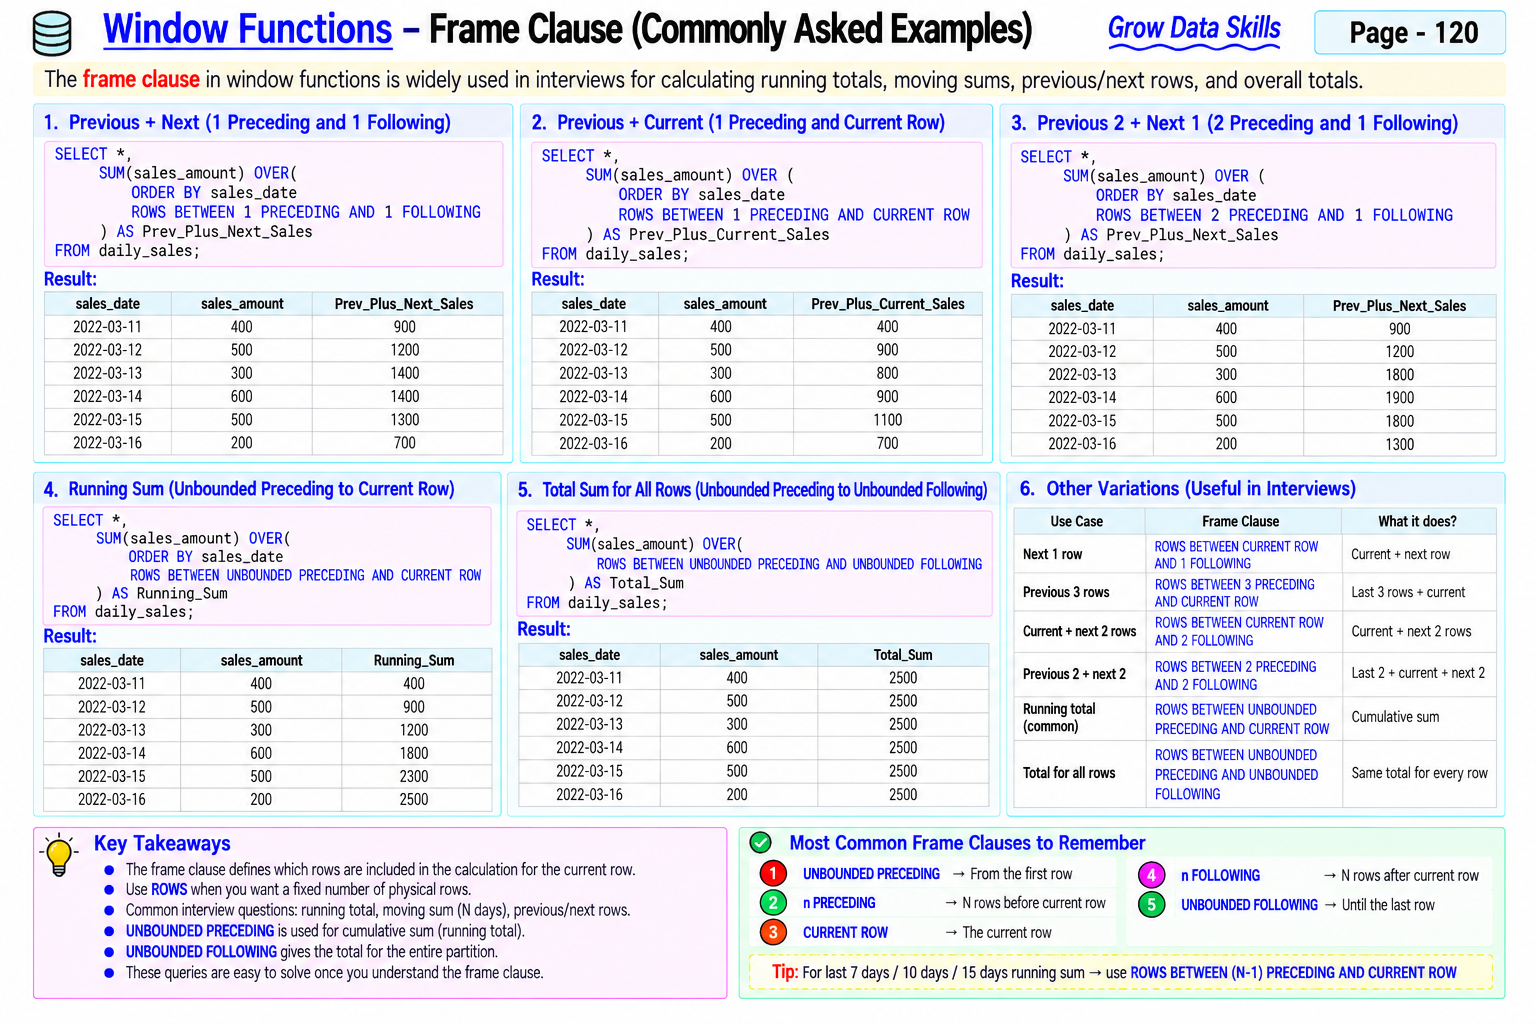 Window Functions – Frame Clause (Commonly Asked Examples)
Grow Data Skills
Page - 120
The frame clause in window functions is widely used in interviews for calculating running totals, moving sums, previous/next rows, and overall totals.
1. Previous + Next (1 Preceding and 1 Following)
SELECT *,
SUM(sales_amount) OVER(
ORDER BY sales_date
ROWS BETWEEN 1 PRECEDING AND 1 FOLLOWING
) AS Prev_Plus_Next_Sales
FROM daily_sales;
Result:
sales_date sales_amount Prev_Plus_Next_Sales
2022-03-11 400 900
2022-03-12 500 1200
2022-03-13 300 1400
2022-03-14 600 1400
2022-03-15 500 1300
2022-03-16 200 700
2. Previous + Current (1 Preceding and Current Row)
SELECT *,
SUM(sales_amount) OVER (
ORDER BY sales_date
ROWS BETWEEN 1 PRECEDING AND CURRENT ROW
) AS Prev_Plus_Current_Sales
FROM daily_sales;
Result:
sales_date sales_amount Prev_Plus_Current_Sales
2022-03-11 400 400
2022-03-12 500 900
2022-03-13 300 800
2022-03-14 600 900
2022-03-15 500 1100
2022-03-16 200 700
3. Previous 2 + Next 1 (2 Preceding and 1 Following)
SELECT *,
SUM(sales_amount) OVER (
ORDER BY sales_date
ROWS BETWEEN 2 PRECEDING AND 1 FOLLOWING
) AS Prev_Plus_Next_Sales
FROM daily_sales;
Result:
sales_date sales_amount Prev_Plus_Next_Sales
2022-03-11 400 900
2022-03-12 500 1200
2022-03-13 300 1800
2022-03-14 600 1900
2022-03-15 500 1800
2022-03-16 200 1300
4. Running Sum (Unbounded Preceding to Current Row)
SELECT *,
SUM(sales_amount) OVER(
ORDER BY sales_date
ROWS BETWEEN UNBOUNDED PRECEDING AND CURRENT ROW
) AS Running_Sum
FROM daily_sales;
Result:
sales_date sales_amount Running_Sum
2022-03-11 400 400
2022-03-12 500 900
2022-03-13 300 1200
2022-03-14 600 1800
2022-03-15 500 2300
2022-03-16 200 2500
5. Total Sum for All Rows (Unbounded Preceding to Unbounded Following)
SELECT *,
SUM(sales_amount) OVER(
ROWS BETWEEN UNBOUNDED PRECEDING AND UNBOUNDED FOLLOWING
) AS Total_Sum
FROM daily_sales;
Result:
sales_date sales_amount Total_Sum
2022-03-11 400 2500
2022-03-12 500 2500
2022-03-13 300 2500
2022-03-14 600 2500
2022-03-15 500 2500
2022-03-16 200 2500
6. Other Variations (Useful in Interviews)
Use Case Frame Clause What it does?
Next 1 row
ROWS BETWEEN CURRENT ROW
AND 1 FOLLOWING
Current + next row
Previous 3 rows
ROWS BETWEEN 3 PRECEDING
AND CURRENT ROW
Last 3 rows + current
Current + next 2 rows
ROWS BETWEEN CURRENT ROW
AND 2 FOLLOWING
Current + next 2 rows
Previous 2 + next 2
ROWS BETWEEN 2 PRECEDING
AND 2 FOLLOWING
Last 2 + current + next 2
Running total
(common)
ROWS BETWEEN UNBOUNDED
PRECEDING AND CURRENT ROW
Cumulative sum
Total for all rows
ROWS BETWEEN UNBOUNDED
PRECEDING AND UNBOUNDED
FOLLOWING
Same total for every row
Key Takeaways
● The frame clause defines which rows are included in the calculation for the current row.
● Use ROWS when you want a fixed number of physical rows.
● Common interview questions: running total, moving sum (N days), previous/next rows.
● UNBOUNDED PRECEDING is used for cumulative sum (running total).
● UNBOUNDED FOLLOWING gives the total for the entire partition.
● These queries are easy to solve once you understand the frame clause.
Most Common Frame Clauses to Remember
1 UNBOUNDED PRECEDING → From the first row
2 n PRECEDING → N rows before current row
3 CURRENT ROW → The current row
4 n FOLLOWING → N rows after current row
5 UNBOUNDED FOLLOWING → Until the last row
Tip: For last 7 days / 10 days / 15 days running sum → use ROWS BETWEEN (N-1) PRECEDING AND CURRENT ROW